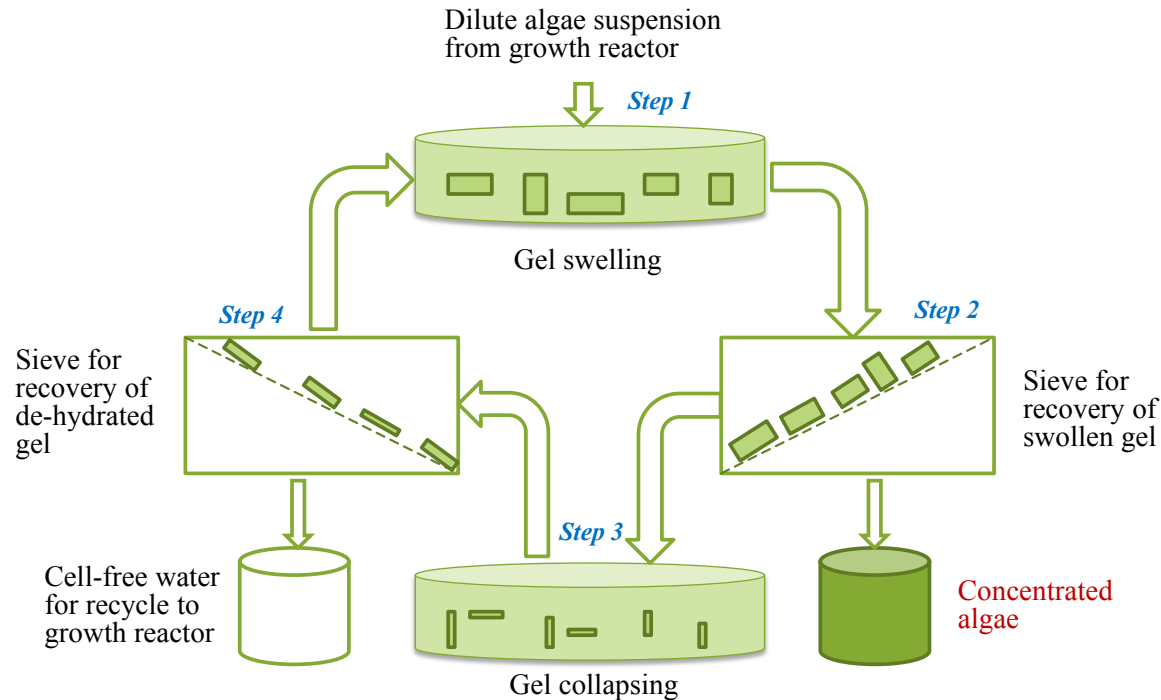 Dilute algae suspension
from growth reactor
Step 1
Gel swelling
Step 4
Step 2
Sieve for
recovery of
de-hydrated
gel
Sieve for
recovery of
swollen gel
Step 3
Cell-free water
for recycle to
growth reactor
Concentrated
algae
Gel collapsing